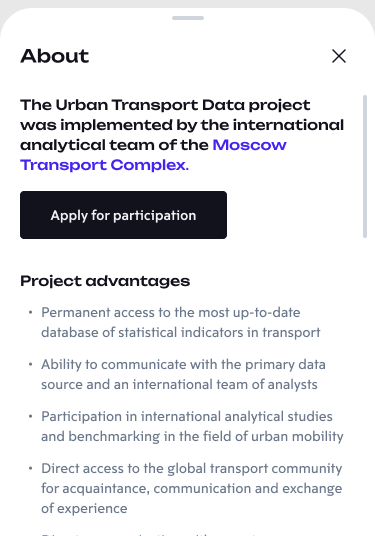 About
The Urban Transport Data project
was implemented by the international
analytical team of the Moscow
Transport Complex.
Apply for participation
Project advantages
• Permanent access to the most up-to-date
database of statistical indicators in transport
• Ability to communicate with the primary data
source and an international team of analysts
• Participation in international analytical studies
and benchmarking in the field of urban mobility
• Direct access to the global transport community
for acquaintance, communication and exchange
of experience